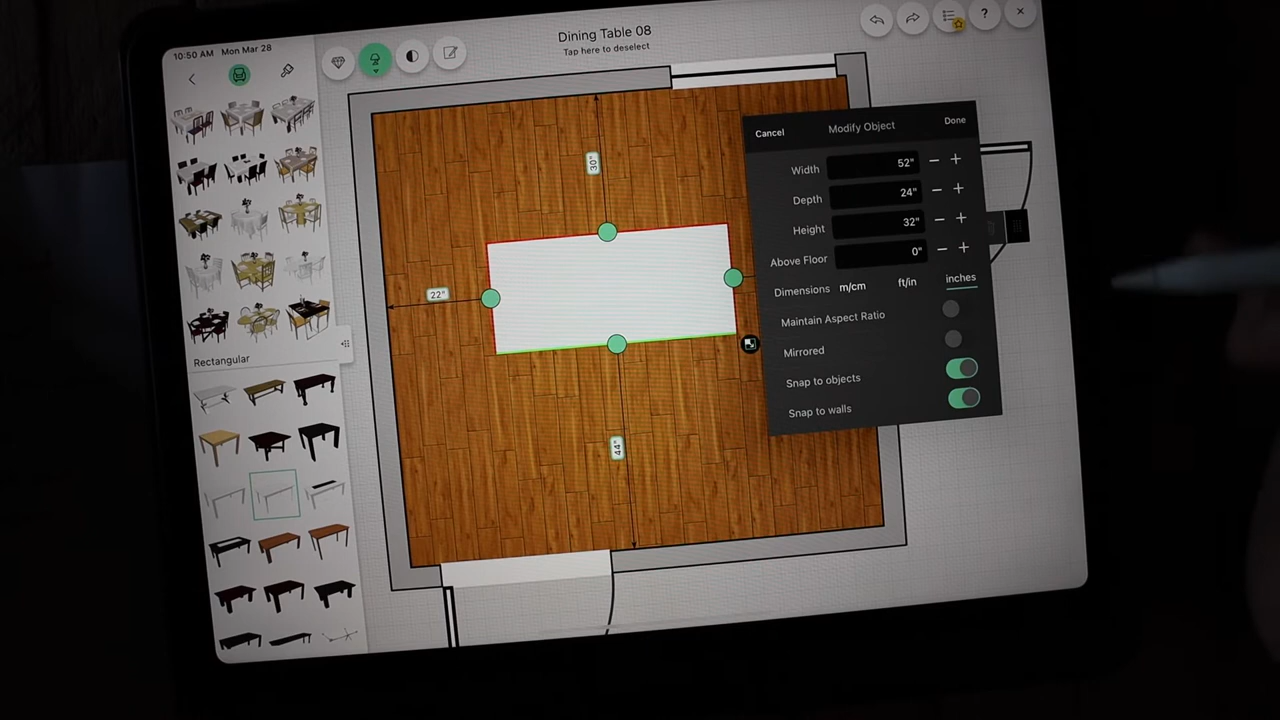 10:50 AM Mon Mar 28
Dining Table 08
Tap here to deselect
?
Rectangular
30"
22"
44"
Cancel Modify Object Done
Width 52" − +
Depth 24" − +
Height 32" − +
Above Floor 0" − +
Dimensions m/cm ft/in inches
Maintain Aspect Ratio
Mirrored
Snap to objects
Snap to walls